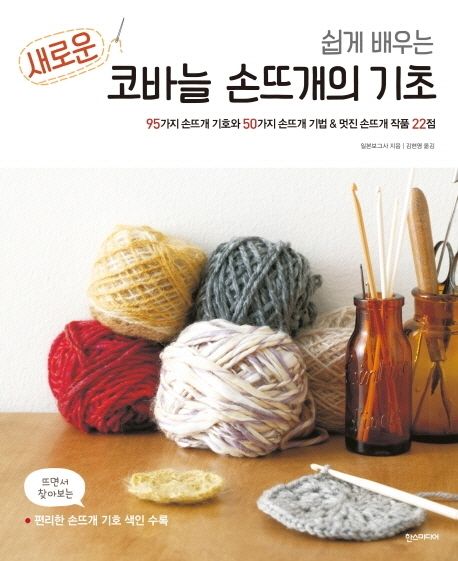 새로운
쉽게 배우는
코바늘 손뜨개의 기초
95가지 손뜨개 기호와 50가지 손뜨개 기법 & 멋진 손뜨개 작품 22점
일본보그사 지음 | 김현영 옮김
뜨면서
찾아보는
• 편리한 손뜨개 기호 색인 수록
한스미디어